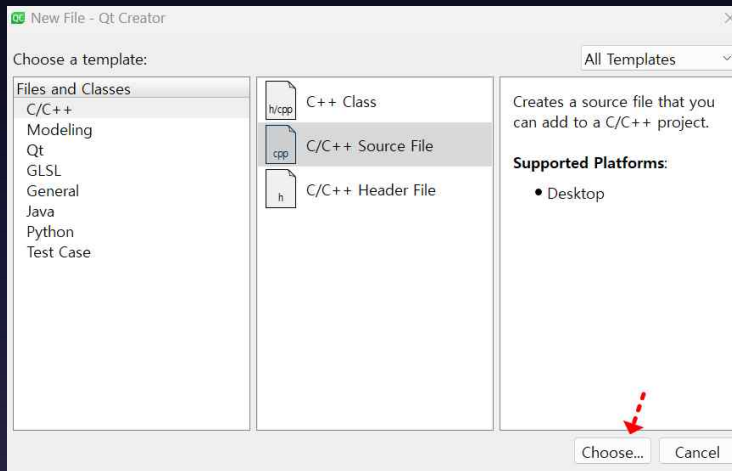 QC New File - Qt Creator
Choose a template:
All Templates
Files and Classes
C/C++
Modeling
Qt
GLSL
General
Java
Python
Test Case
h/cpp C++ Class
cpp C/C++ Source File
h C/C++ Header File
Creates a source file that you
can add to a C/C++ project.
Supported Platforms:
• Desktop
Choose... Cancel